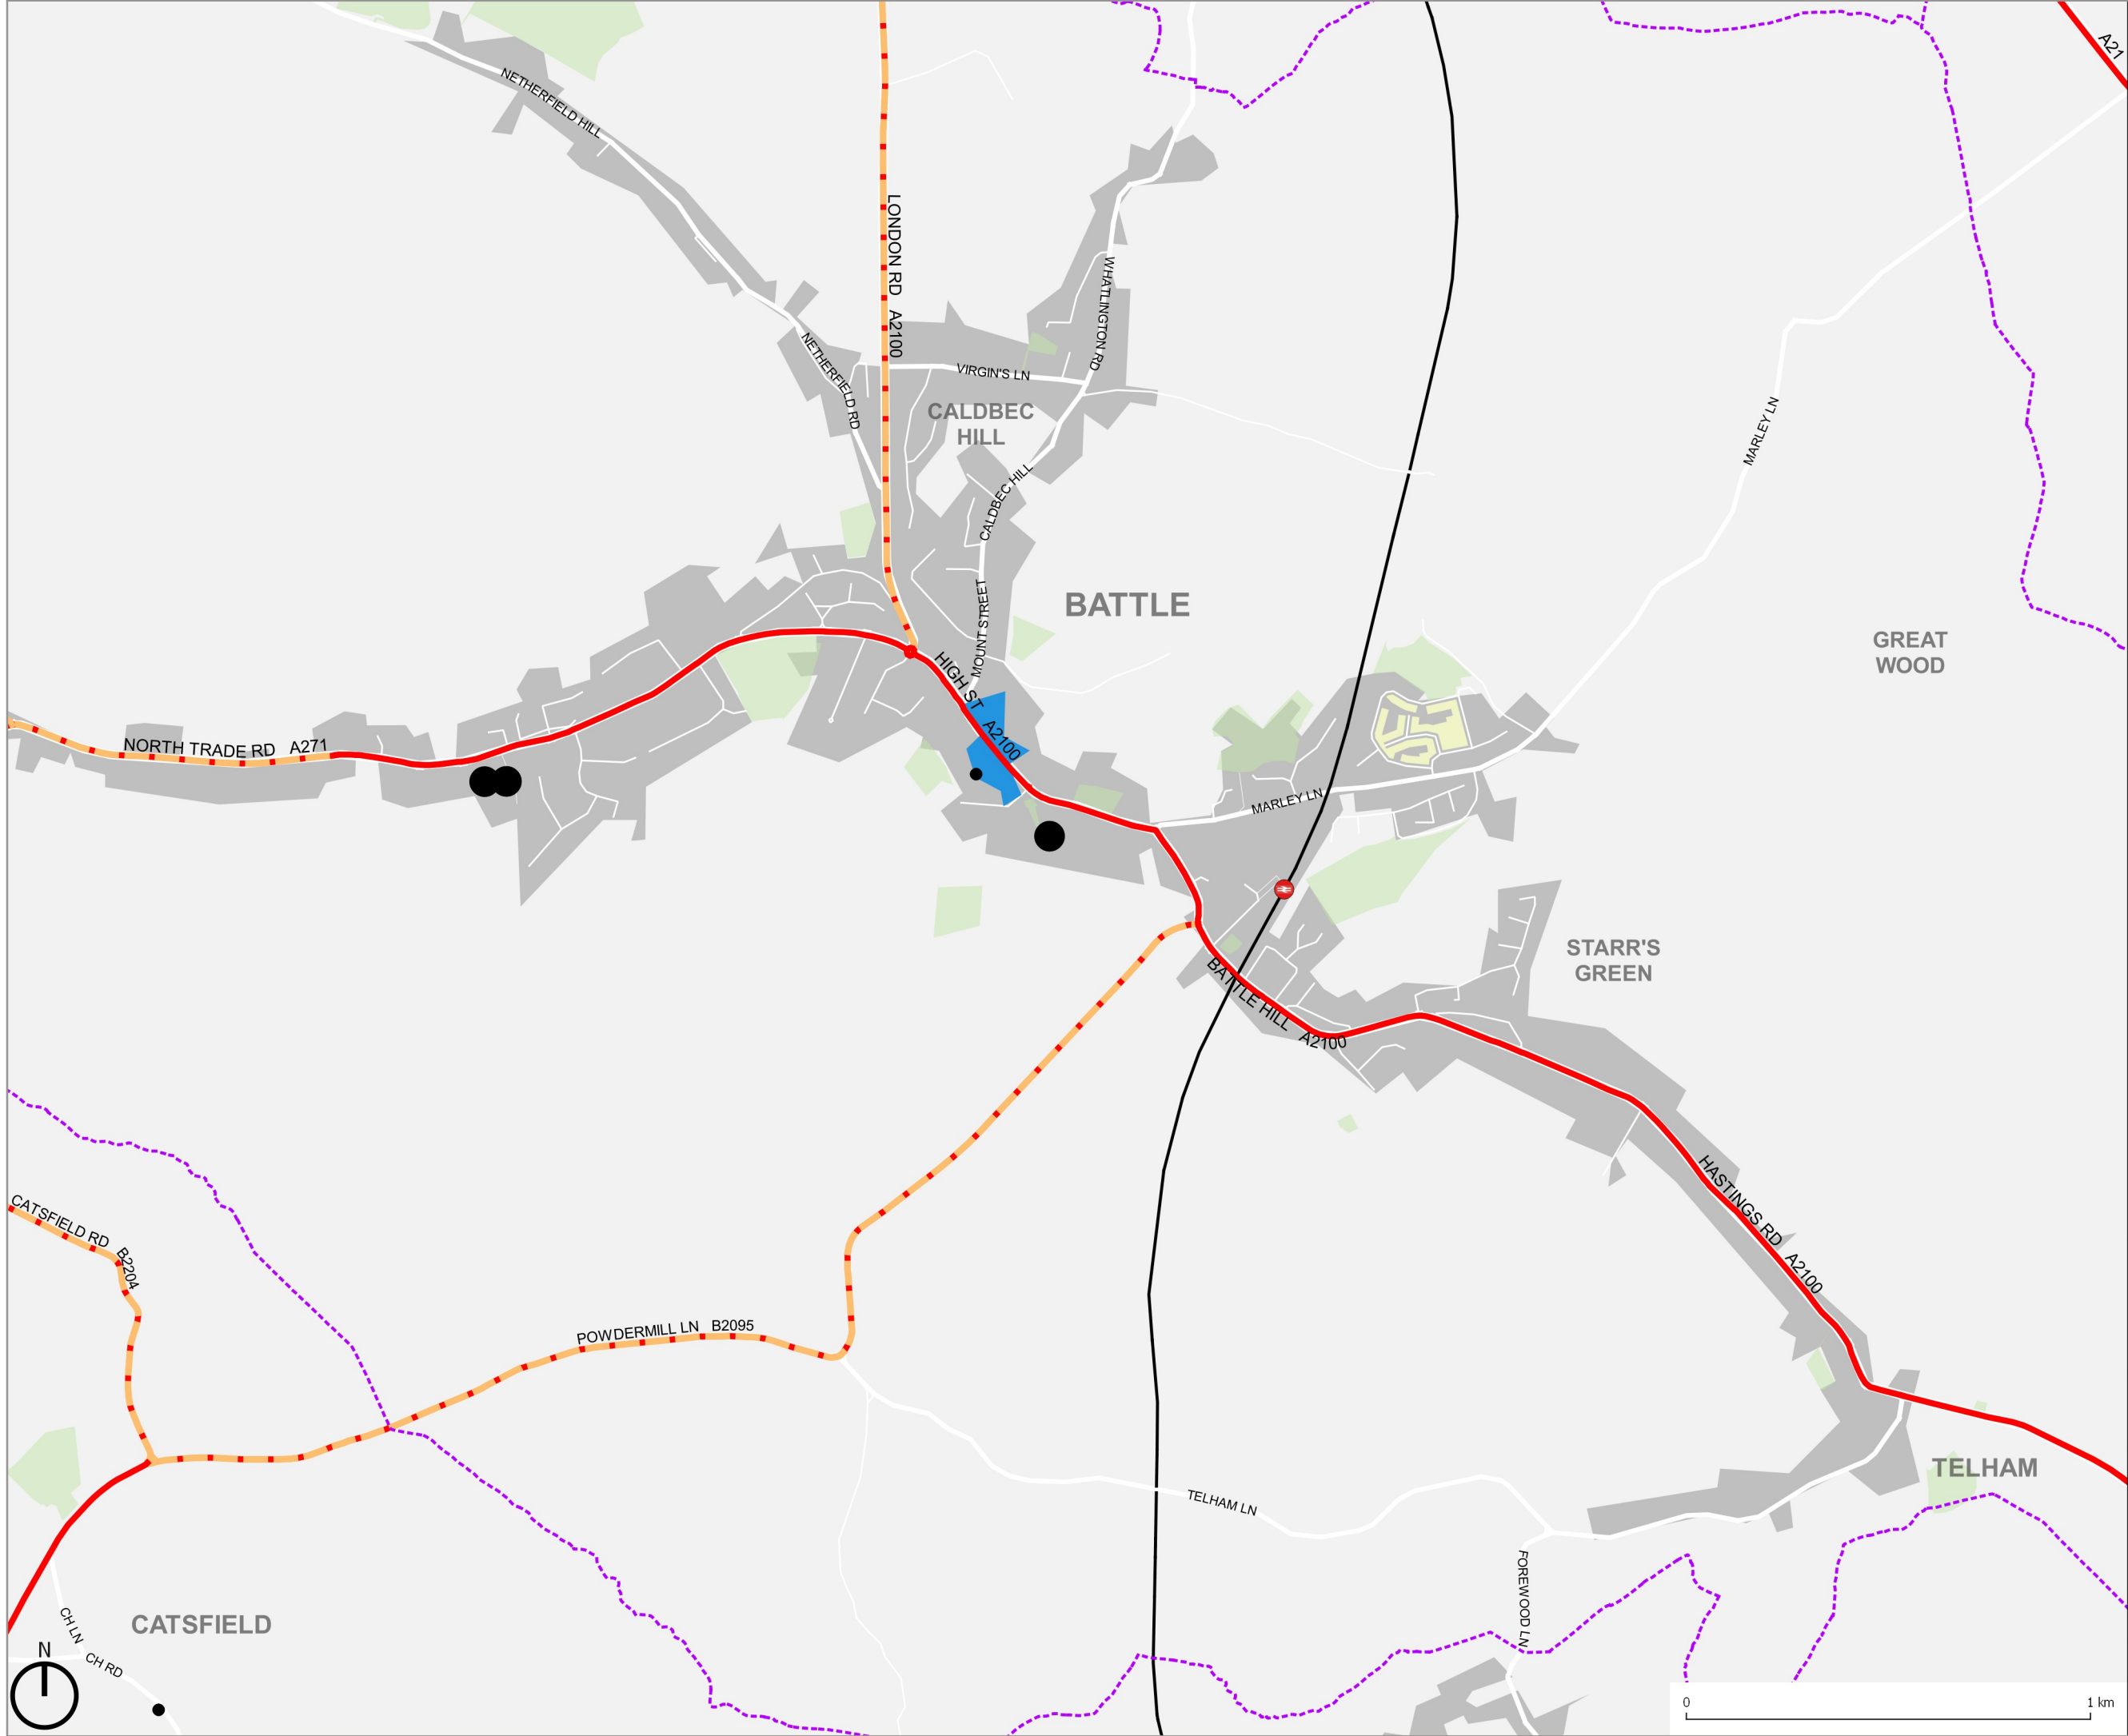 A21
NETHERFIELD HILL
LONDON RD A2100
WHATLINGTON RD
NETHERFIELD RD
VIRGIN'S LN
CALDBEC
HILL
MARLEY LN
CALDBEC HILL
MOUNT STREET
BATTLE
GREAT
WOOD
HIGH ST A2100
NORTH TRADE RD A271
MARLEY LN
STARR'S
GREEN
BATTLE HILL A2100
HASTINGS RD A2100
CATSFIELD RD B2204
POWDERMILL LN B2095
TELHAM
TELHAM LN
FOREWOOD LN
CH LN
CATSFIELD
CH RD
N
0 1 km